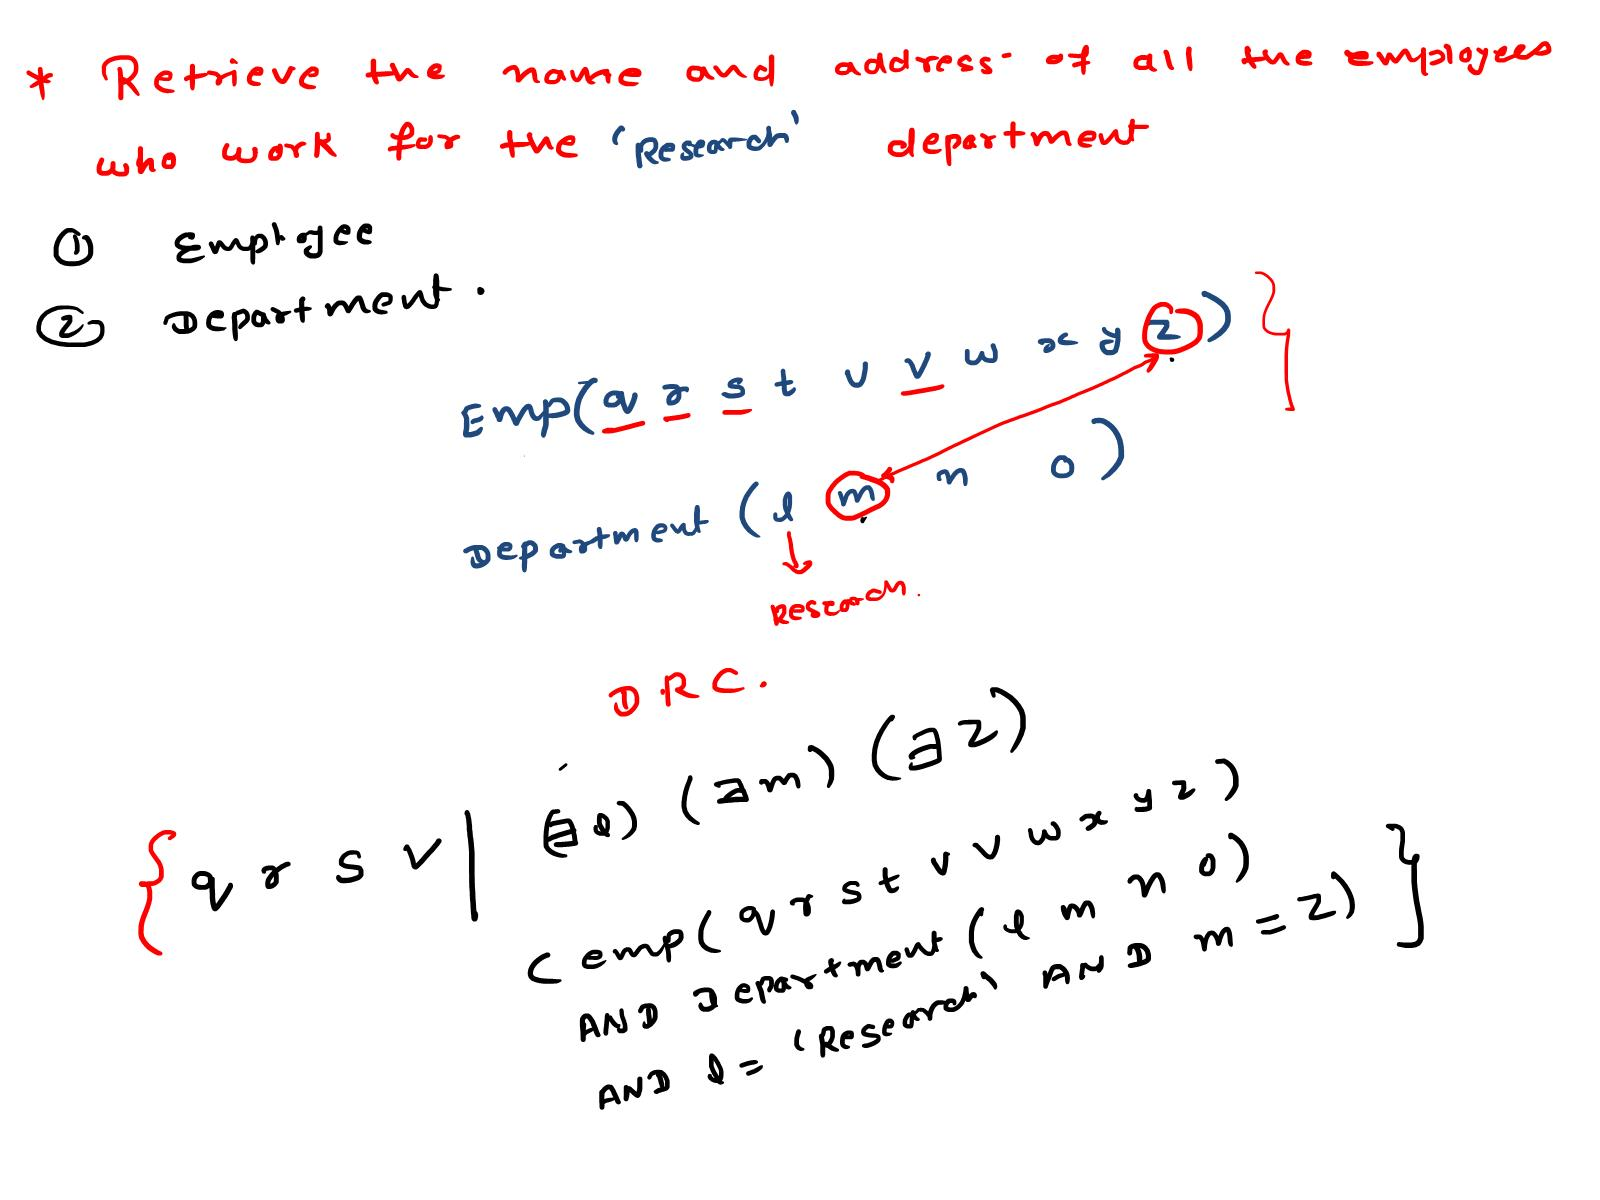 * Retrieve the name and address of all the employees
who work for the 'Research' department
① Employee
② Department.
Emp(q r s t u v w x y z)
Department (l m n o)
Research.
DRC.
{q r s v | (∃l) (∃m) (∃z)
(emp(q r s t u v w x y z)
AND Department (l m n o)
AND l = 'Research' AND m = z)}